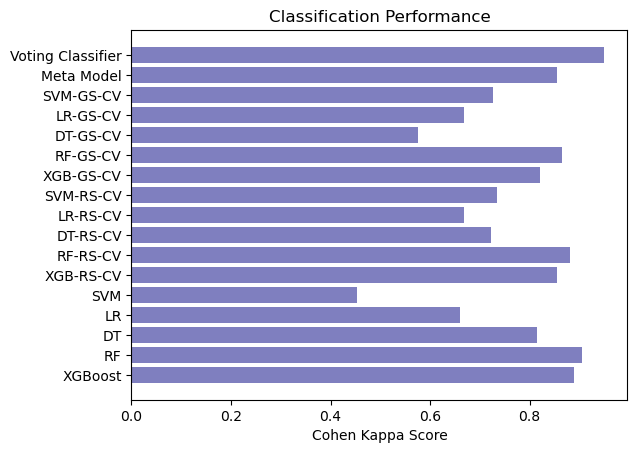 Classification Performance
Voting Classifier
Meta Model
SVM-GS-CV
LR-GS-CV
DT-GS-CV
RF-GS-CV
XGB-GS-CV
SVM-RS-CV
LR-RS-CV
DT-RS-CV
RF-RS-CV
XGB-RS-CV
SVM
LR
DT
RF
XGBoost
0.0 0.2 0.4 0.6 0.8
Cohen Kappa Score